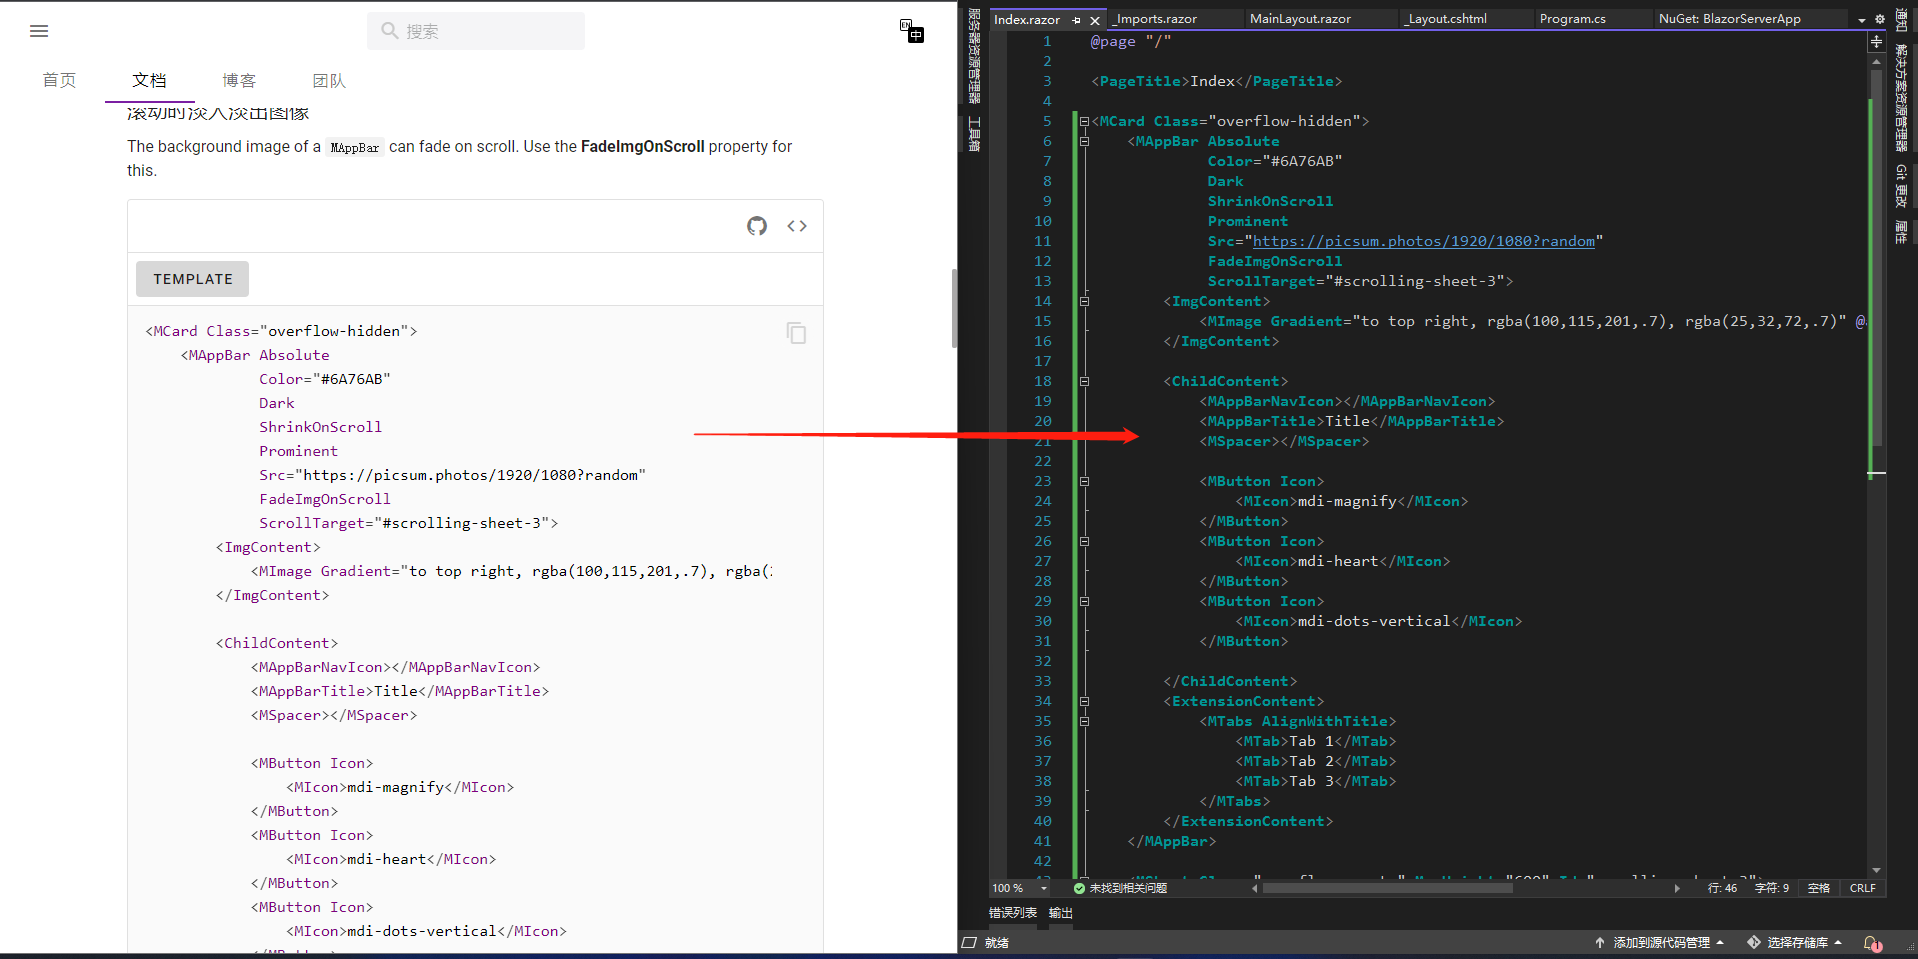 搜索
EN
中
首页
文档
博客
团队
滚动时淡入淡出图像
The background image of a MAppBar can fade on scroll. Use the FadeImgOnScroll property for
this.
TEMPLATE
<MCard Class="overflow-hidden">
<MAppBar Absolute
Color="#6A76AB"
Dark
ShrinkOnScroll
Prominent
Src="https://picsum.photos/1920/1080?random"
FadeImgOnScroll
ScrollTarget="#scrolling-sheet-3">
<ImgContent>
<MImage Gradient="to top right, rgba(100,115,201,.7), rgba(
</ImgContent>
<ChildContent>
<MAppBarNavIcon></MAppBarNavIcon>
<MAppBarTitle>Title</MAppBarTitle>
<MSpacer></MSpacer>
<MButton Icon>
<MIcon>mdi-magnify</MIcon>
</MButton>
<MButton Icon>
<MIcon>mdi-heart</MIcon>
</MButton>
<MButton Icon>
<MIcon>mdi-dots-vertical</MIcon>
</MButton>
服务器资源管理器
工具箱
Index.razor
_Imports.razor
MainLayout.razor
_Layout.cshtml
Program.cs
NuGet: BlazorServerApp
1 @page "/"
2
3 <PageTitle>Index</PageTitle>
4
5 <MCard Class="overflow-hidden">
6 <MAppBar Absolute
7 Color="#6A76AB"
8 Dark
9 ShrinkOnScroll
10 Prominent
11 Src="https://picsum.photos/1920/1080?random"
12 FadeImgOnScroll
13 ScrollTarget="#scrolling-sheet-3">
14 <ImgContent>
15 <MImage Gradient="to top right, rgba(100,115,201,.7), rgba(25,32,72,.7)" @
16 </ImgContent>
17
18 <ChildContent>
19 <MAppBarNavIcon></MAppBarNavIcon>
20 <MAppBarTitle>Title</MAppBarTitle>
21 <MSpacer></MSpacer>
22
23 <MButton Icon>
24 <MIcon>mdi-magnify</MIcon>
25 </MButton>
26 <MButton Icon>
27 <MIcon>mdi-heart</MIcon>
28 </MButton>
29 <MButton Icon>
30 <MIcon>mdi-dots-vertical</MIcon>
31 </MButton>
32
33 </ChildContent>
34 <ExtensionContent>
35 <MTabs AlignWithTitle>
36 <MTab>Tab 1</MTab>
37 <MTab>Tab 2</MTab>
38 <MTab>Tab 3</MTab>
39 </MTabs>
40 </ExtensionContent>
41 </MAppBar>
42
100 %
未找到相关问题
行: 46
字符: 9
空格
CRLF
错误列表
输出
就绪
添加到源代码管理
选择存储库
1
通知
解决方案资源管理器
Git 更改
属性